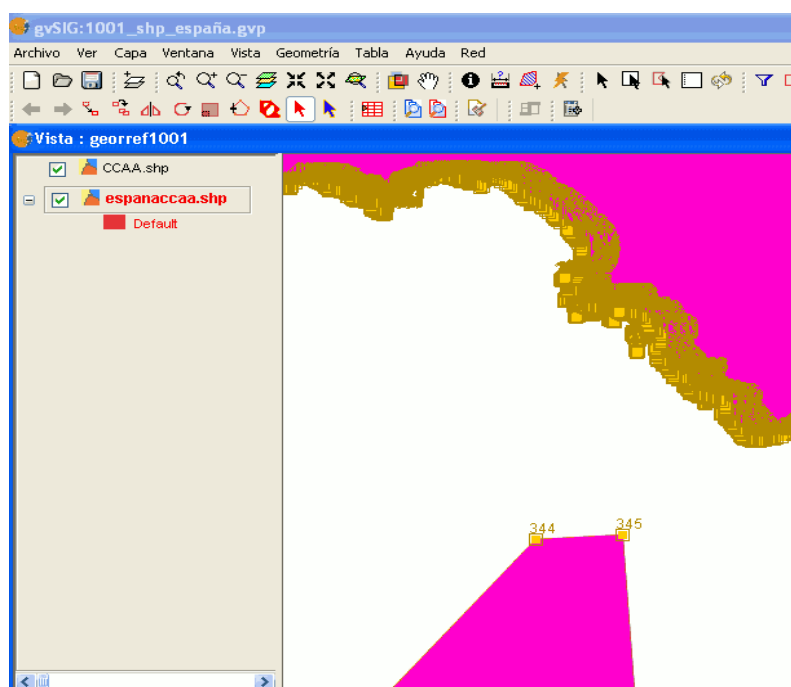 gvSIG:1001_shp_españa.gvp
Archivo Ver Capa Ventana Vista Geometría Tabla Ayuda Red
Vista : georref1001
CCAA.shp
espanaccaa.shp
Default
344 345